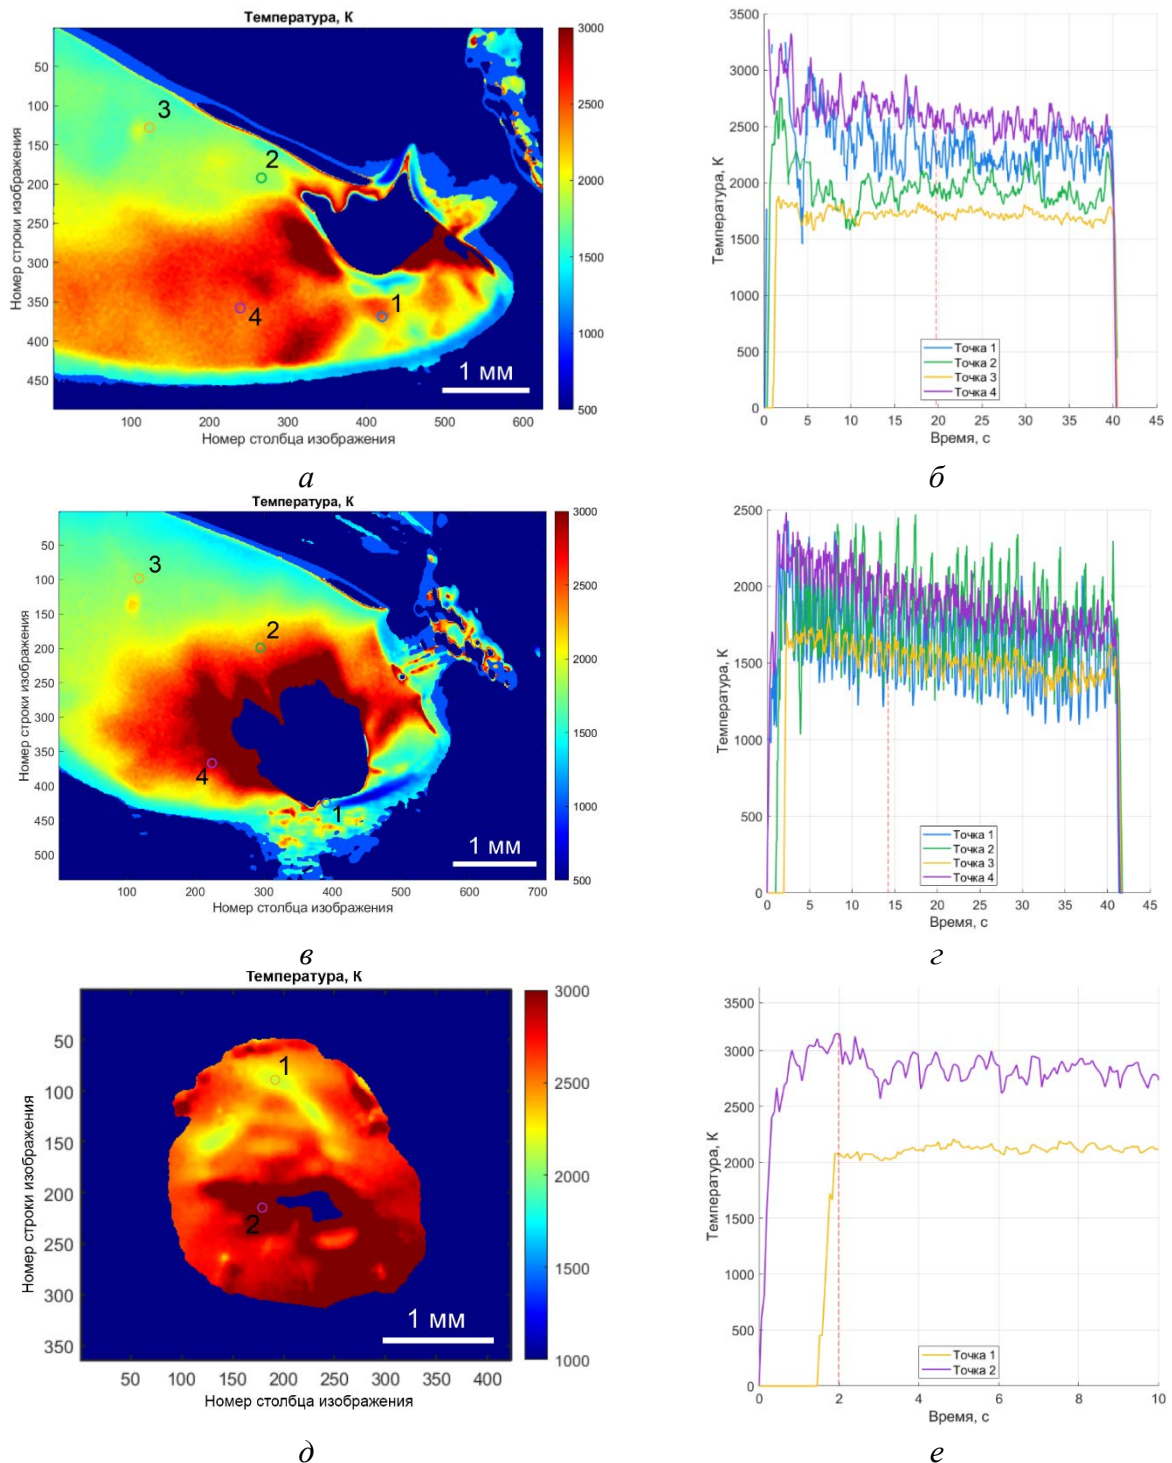 Температура, К
50
100
150
200
250
300
350
400
450
Номер строки изображения
100 200 300 400 500 600
Номер столбца изображения
3000
2500
2000
1500
1000
500
3
2
4
1
1 мм
а
3500
3000
2500
2000
1500
1000
500
0
Температура, К
0 5 10 15 20 25 30 35 40 45
Время, с
Точка 1
Точка 2
Точка 3
Точка 4
б
Температура, К
50
100
150
200
250
300
350
400
450
500
Номер строки изображения
100 200 300 400 500 600 700
Номер столбца изображения
3000
2500
2000
1500
1000
500
3
2
4
1
1 мм
в
2500
2000
1500
1000
500
0
Температура, К
0 5 10 15 20 25 30 35 40 45
Время, с
Точка 1
Точка 2
Точка 3
Точка 4
г
Температура, К
50
100
150
200
250
300
350
Номер строки изображения
50 100 150 200 250 300 350 400
Номер столбца изображения
3000
2500
2000
1500
1000
1
2
1 мм
д
3500
3000
2500
2000
1500
1000
500
0
Температура, К
0 2 4 6 8 10
Время, с
Точка 1
Точка 2
е